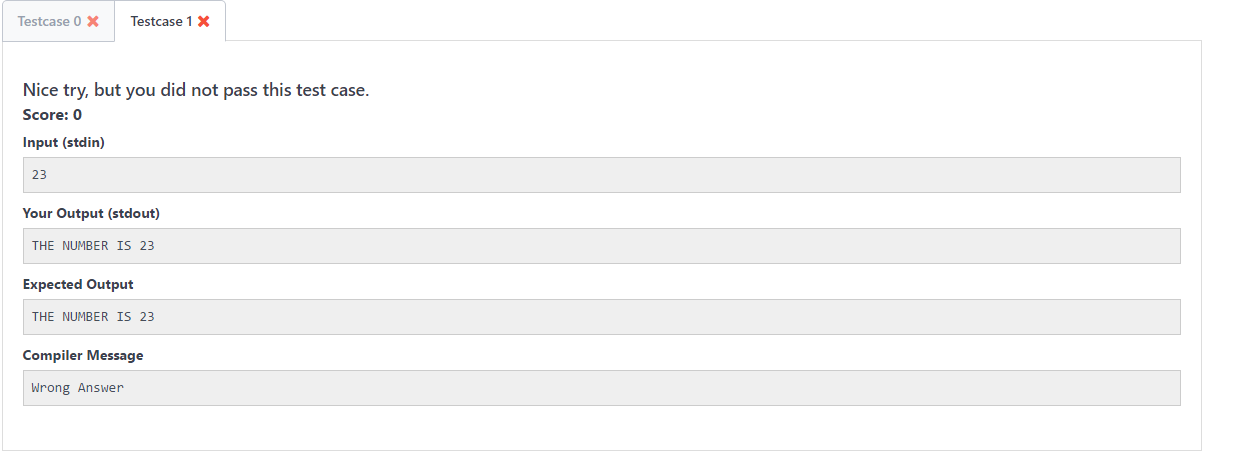 Testcase 0 ✖ Testcase 1 ✖
Nice try, but you did not pass this test case.
Score: 0
Input (stdin)
23
Your Output (stdout)
THE NUMBER IS 23
Expected Output
THE NUMBER IS 23
Compiler Message
Wrong Answer